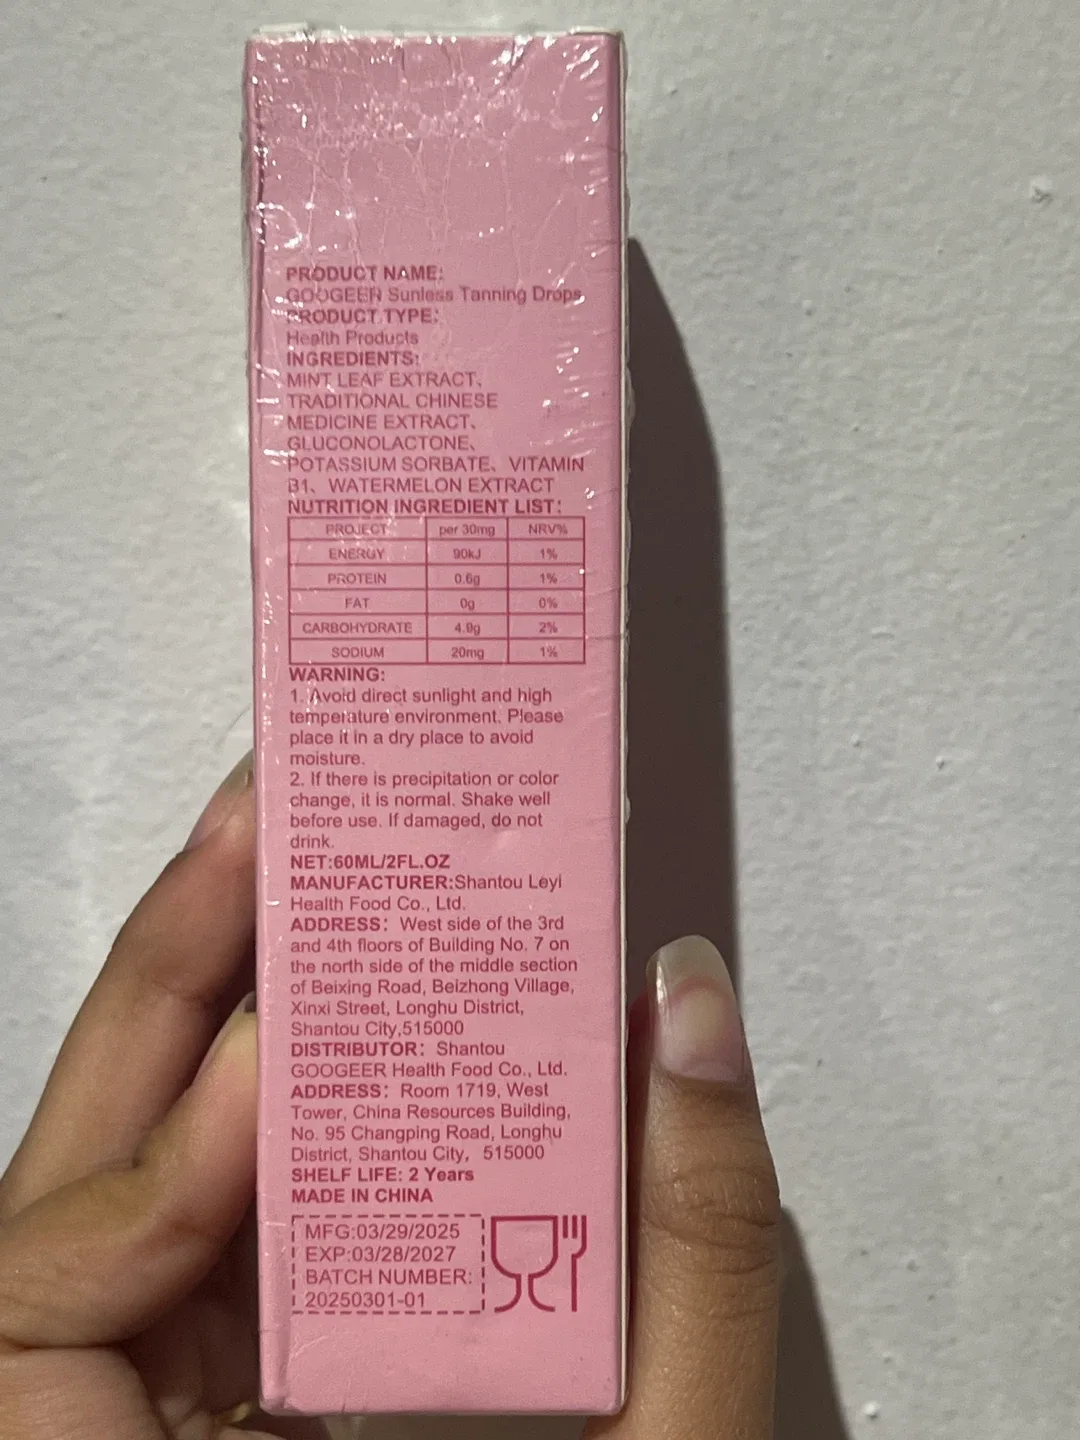 PRODUCT NAME:
GOOGEER Sunless Tanning Drops
PRODUCT TYPE:
Health Products
INGREDIENTS:
MINT LEAF EXTRACT、
TRADITIONAL CHINESE
MEDICINE EXTRACT、
GLUCONOLACTONE、
POTASSIUM SORBATE、VITAMIN
B1、WATERMELON EXTRACT
NUTRITION INGREDIENT LIST：
PROJECT per 30mg NRV%
ENERGY 90kJ 1%
PROTEIN 0.6g 1%
FAT 0g 0%
CARBOHYDRATE 4.8g 2%
SODIUM 20mg 1%
WARNING:
1. Avoid direct sunlight and high
temperature environment. Please
place it in a dry place to avoid
moisture.
2. If there is precipitation or color
change, it is normal. Shake well
before use. If damaged, do not
drink.
NET:60ML/2FL.OZ
MANUFACTURER:Shantou Leyi
Health Food Co., Ltd.
ADDRESS： West side of the 3rd
and 4th floors of Building No. 7 on
the north side of the middle section
of Beixing Road, Beizhong Village,
Xinxi Street, Longhu District,
Shantou City,515000
DISTRIBUTOR： Shantou
GOOGEER Health Food Co., Ltd.
ADDRESS： Room 1719, West
Tower, China Resources Building,
No. 95 Changping Road, Longhu
District, Shantou City，515000
SHELF LIFE: 2 Years
MADE IN CHINA
MFG:03/29/2025
EXP:03/28/2027
BATCH NUMBER:
20250301-01